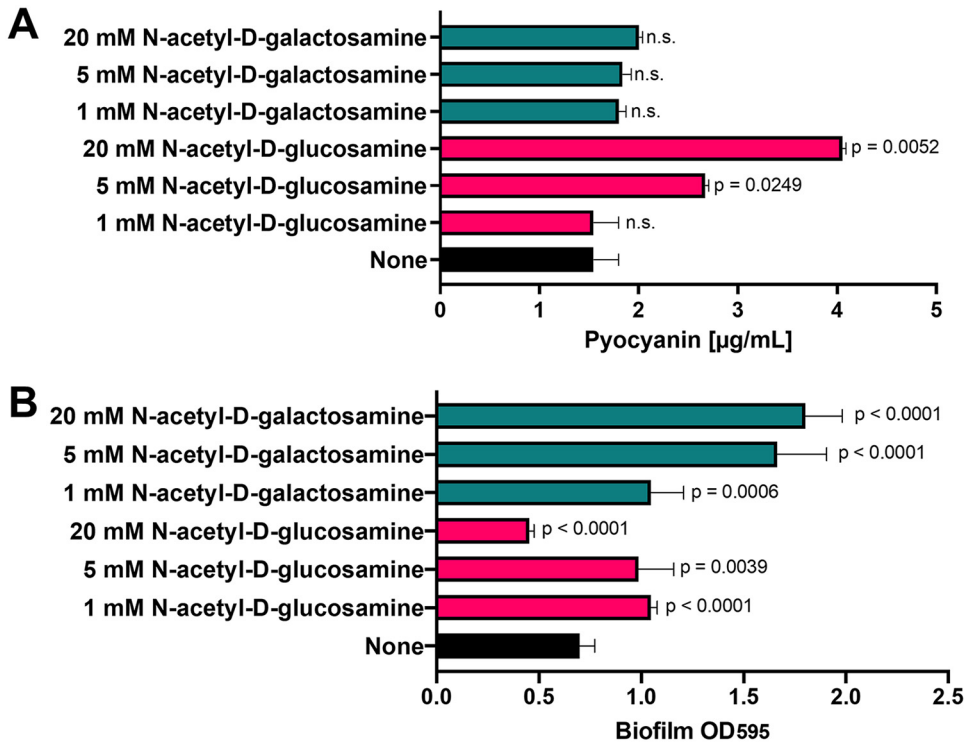 A
20 mM N-acetyl-D-galactosamine n.s.
5 mM N-acetyl-D-galactosamine n.s.
1 mM N-acetyl-D-galactosamine n.s.
20 mM N-acetyl-D-glucosamine p = 0.0052
5 mM N-acetyl-D-glucosamine p = 0.0249
1 mM N-acetyl-D-glucosamine n.s.
None
0 1 2 3 4 5
Pyocyanin [µg/mL]
B
20 mM N-acetyl-D-galactosamine p < 0.0001
5 mM N-acetyl-D-galactosamine p < 0.0001
1 mM N-acetyl-D-galactosamine p = 0.0006
20 mM N-acetyl-D-glucosamine p < 0.0001
5 mM N-acetyl-D-glucosamine p = 0.0039
1 mM N-acetyl-D-glucosamine p < 0.0001
None
0.0 0.5 1.0 1.5 2.0 2.5
Biofilm OD595